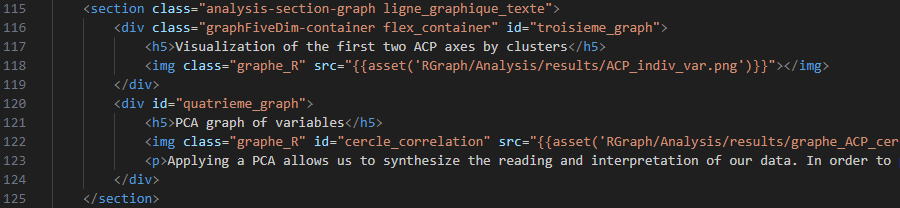 115 <section class="analysis-section-graph ligne_graphique_texte">
116 <div class="graphFiveDim-container flex_container" id="troisieme_graph">
117 <h5>Visualization of the first two ACP axes by clusters</h5>
118 <img class="graphe_R" src="{{asset('RGraph/Analysis/results/ACP_indiv_var.png')}}"></img>
119 </div>
120 <div id="quatrieme_graph">
121 <h5>PCA graph of variables</h5>
122 <img class="graphe_R" id="cercle_correlation" src="{{asset('RGraph/Analysis/results/graphe_ACP_cer
123 <p>Applying a PCA allows us to synthesize the reading and interpretation of our data. In order to
124 </div>
125 </section>